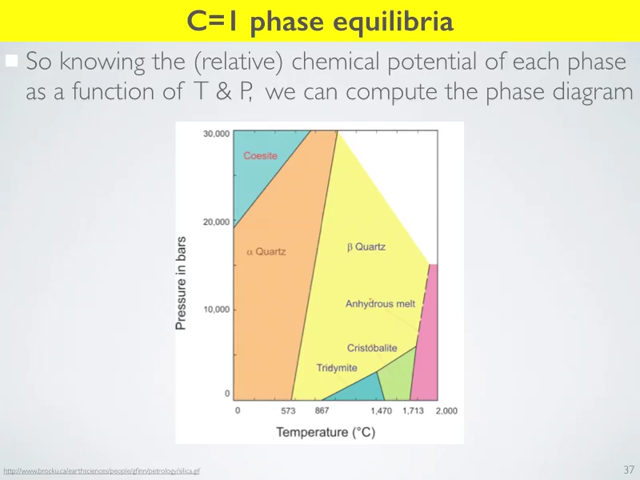 C=1 phase equilibria
So knowing the (relative) chemical potential of each phase
as a function of T & P, we can compute the phase diagram
30,000
Coesite
20,000
α Quartz
β Quartz
Pressure in bars
Anhydrous melt
10,000
Cristobalite
Tridymite
0
0 573 867 1,470 1,713 2,000
Temperature (°C)
http://www.brocku.ca/earthsciences/people/gfinn/petrology/silica.gif
37